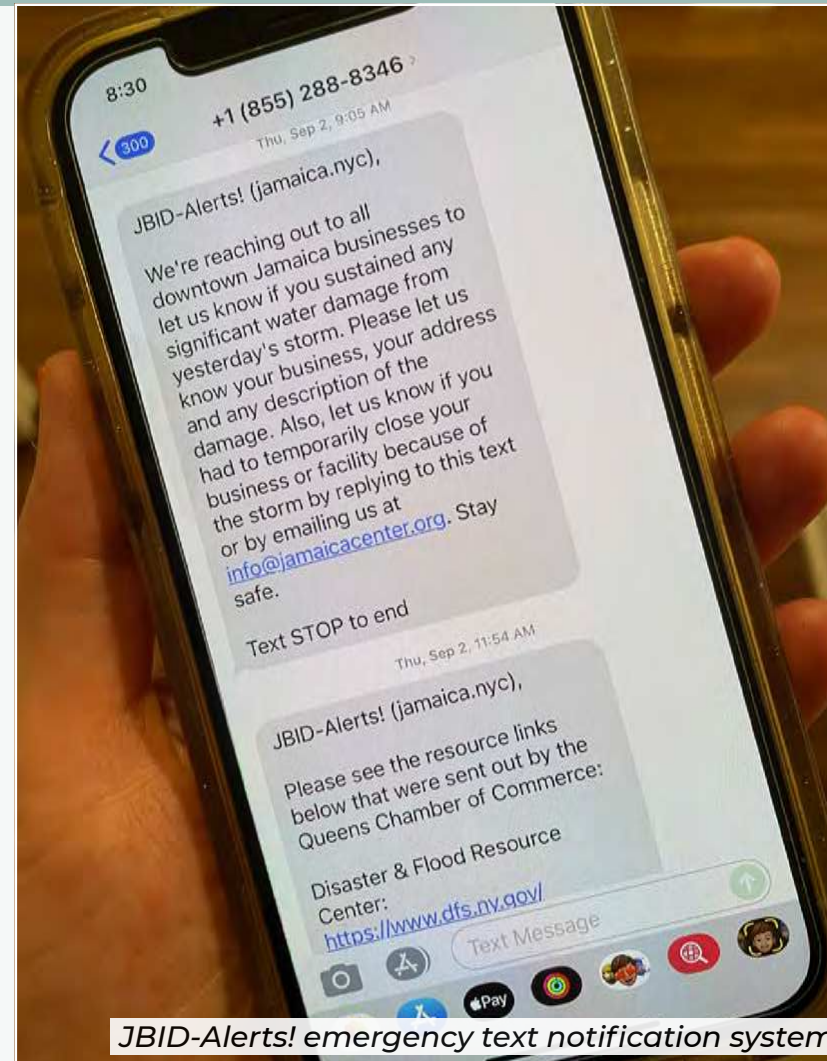 8:30
300
+1 (855) 288-8346 >
Thu, Sep 2, 9:05 AM
JBID-Alerts! (jamaica.nyc),
We're reaching out to all
downtown Jamaica businesses to
let us know if you sustained any
significant water damage from
yesterday's storm. Please let us
know your business, your address
and any description of the
damage. Also, let us know if you
had to temporarily close your
business or facility because of
the storm by replying to this text
or by emailing us at
info@jamaicacenter.org. Stay
safe.
Text STOP to end
Thu, Sep 2, 11:54 AM
JBID-Alerts! (jamaica.nyc),
Please see the resource links
below that were sent out by the
Queens Chamber of Commerce:
Disaster & Flood Resource
Center:
https://www.dfs.ny.gov/
Text Message
Pay
JBID-Alerts! emergency text notification system